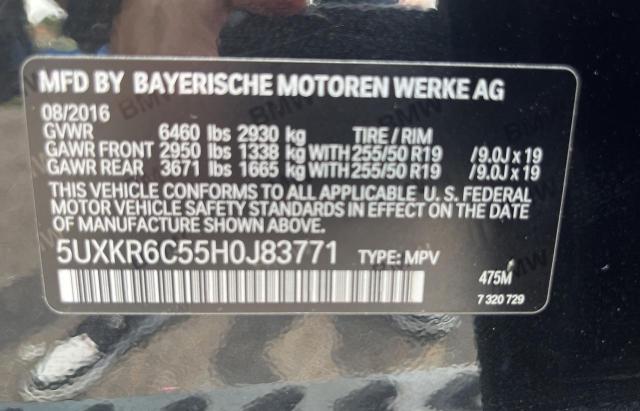 MFD BY BAYERISCHE MOTOREN WERKE AG
08/2016
GVWR 6460 lbs 2930 kg TIRE / RIM
GAWR FRONT 2950 lbs 1338 kg WITH 255/50 R19 /9.0J x 19
GAWR REAR 3671 lbs 1665 kg WITH 255/50 R19 /9.0J x 19
THIS VEHICLE CONFORMS TO ALL APPLICABLE U. S. FEDERAL
MOTOR VEHICLE SAFETY STANDARDS IN EFFECT ON THE DATE
OF MANUFACTURE SHOWN ABOVE.
5UXKR6C55H0J83771 TYPE: MPV
475M
7 320 729